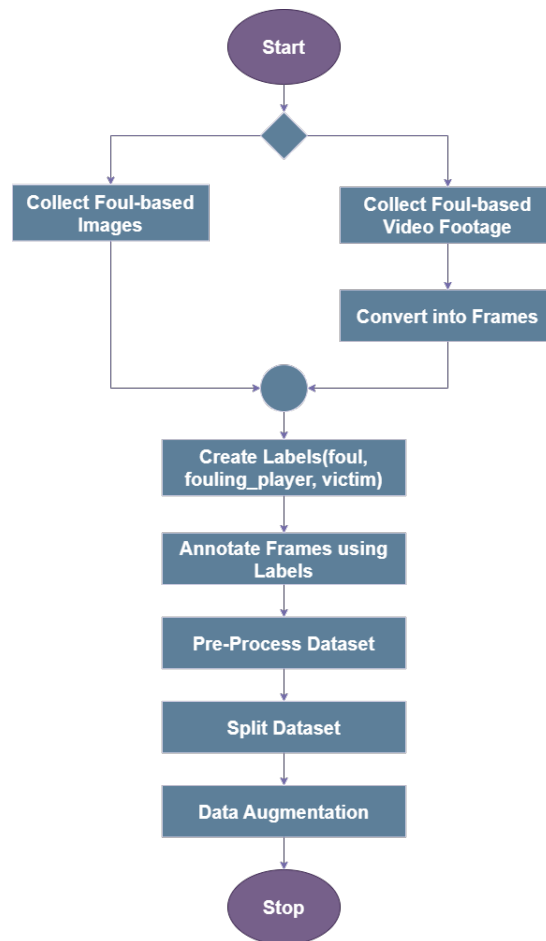 Start
Collect Foul-based
Images
Collect Foul-based
Video Footage
Convert into Frames
Create Labels(foul,
fouling_player, victim)
Annotate Frames using
Labels
Pre-Process Dataset
Split Dataset
Data Augmentation
Stop